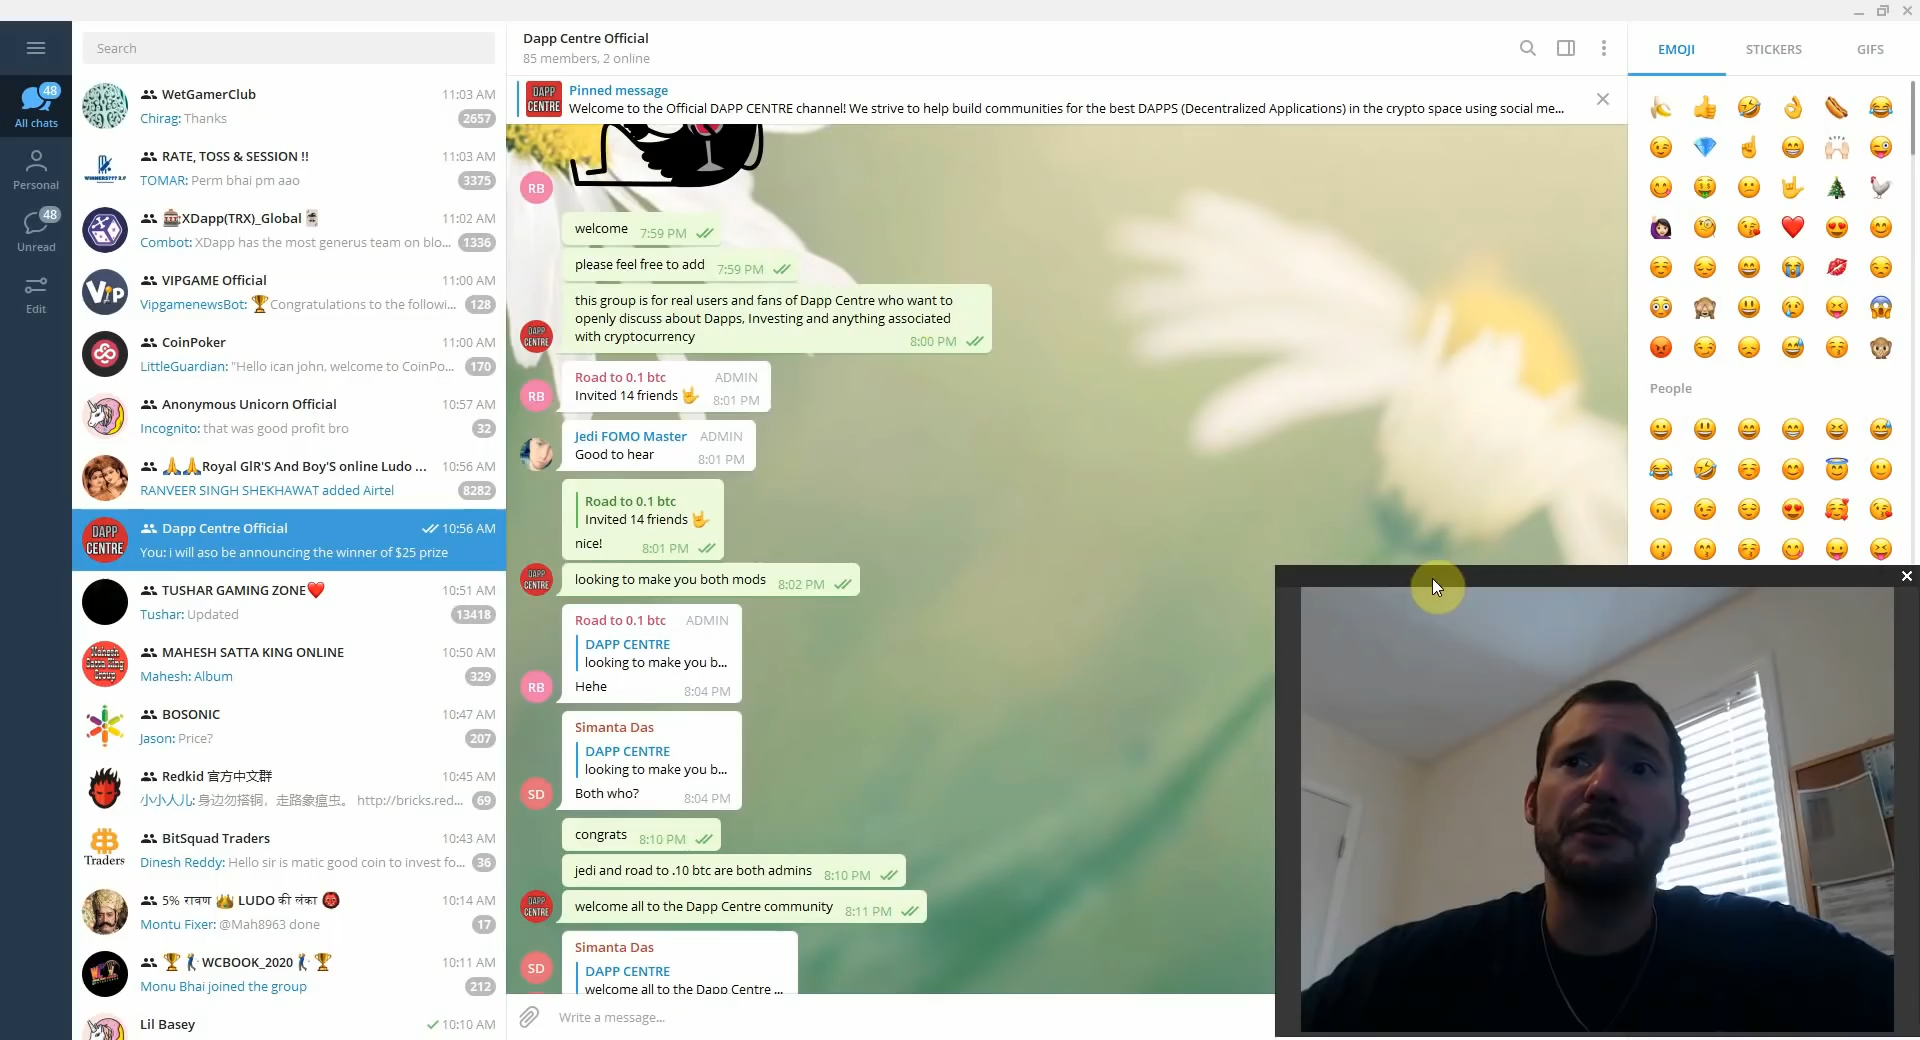 Search
48
All chats
Personal
48
Unread
Edit
WetGamerClub 11:03 AM
Chirag: Thanks 2657
RATE, TOSS & SESSION !! 11:03 AM
TOMAR: Perm bhai pm aao 3375
XDapp(TRX)_Global 11:02 AM
Combot: XDapp has the most generus team on blo... 1336
VIPGAME Official 11:00 AM
VipgamenewsBot: Congratulations to the followi... 128
CoinPoker 11:00 AM
LittleGuardian: "Hello ican john, welcome to CoinPo... 170
Anonymous Unicorn Official 10:57 AM
Incognito: that was good profit bro 32
Royal GIR'S And Boy'S online Ludo ... 10:56 AM
RANVEER SINGH SHEKHAWAT added Airtel 8282
DAPP
CENTRE
Dapp Centre Official 10:56 AM
You: i will aso be announcing the winner of $25 prize
TUSHAR GAMING ZONE 10:51 AM
Tushar: Updated 13418
MAHESH SATTA KING ONLINE 10:50 AM
Mahesh: Album 329
BOSONIC 10:47 AM
Jason: Price? 207
Redkid 官方中文群 10:45 AM
小小人儿: 身边勿搭铜，走路象瘟虫。 http://bricks.red... 69
BitSquad Traders 10:43 AM
Dinesh Reddy: Hello sir is matic good coin to invest fo... 36
Traders
5% रावण LUDO की लंका 10:14 AM
Montu Fixer: @Mah8963 done 17
WCBOOK_2020 10:11 AM
Monu Bhai joined the group 212
Lil Basey 10:10 AM
Dapp Centre Official
85 members, 2 online
DAPP
CENTRE
Pinned message
Welcome to the Official DAPP CENTRE channel! We strive to help build communities for the best DAPPS (Decentralized Applications) in the crypto space using social me...
RB
welcome 7:59 PM
please feel free to add 7:59 PM
this group is for real users and fans of Dapp Centre who want to
openly discuss about Dapps, Investing and anything associated
with cryptocurrency 8:00 PM
DAPP
CENTRE
Road to 0.1 btc ADMIN
RB
Invited 14 friends 8:01 PM
Jedi FOMO Master ADMIN
Good to hear 8:01 PM
Road to 0.1 btc
Invited 14 friends
nice! 8:01 PM
DAPP
CENTRE
looking to make you both mods 8:02 PM
Road to 0.1 btc ADMIN
DAPP CENTRE
looking to make you b...
RB
Hehe 8:04 PM
Simanta Das
DAPP CENTRE
looking to make you b...
SD
Both who? 8:04 PM
congrats 8:10 PM
jedi and road to .10 btc are both admins 8:10 PM
DAPP
CENTRE
welcome all to the Dapp Centre community 8:11 PM
Simanta Das
SD
DAPP CENTRE
welcome all to the Dapp Centre ...
Write a message...
EMOJI STICKERS GIFS
People